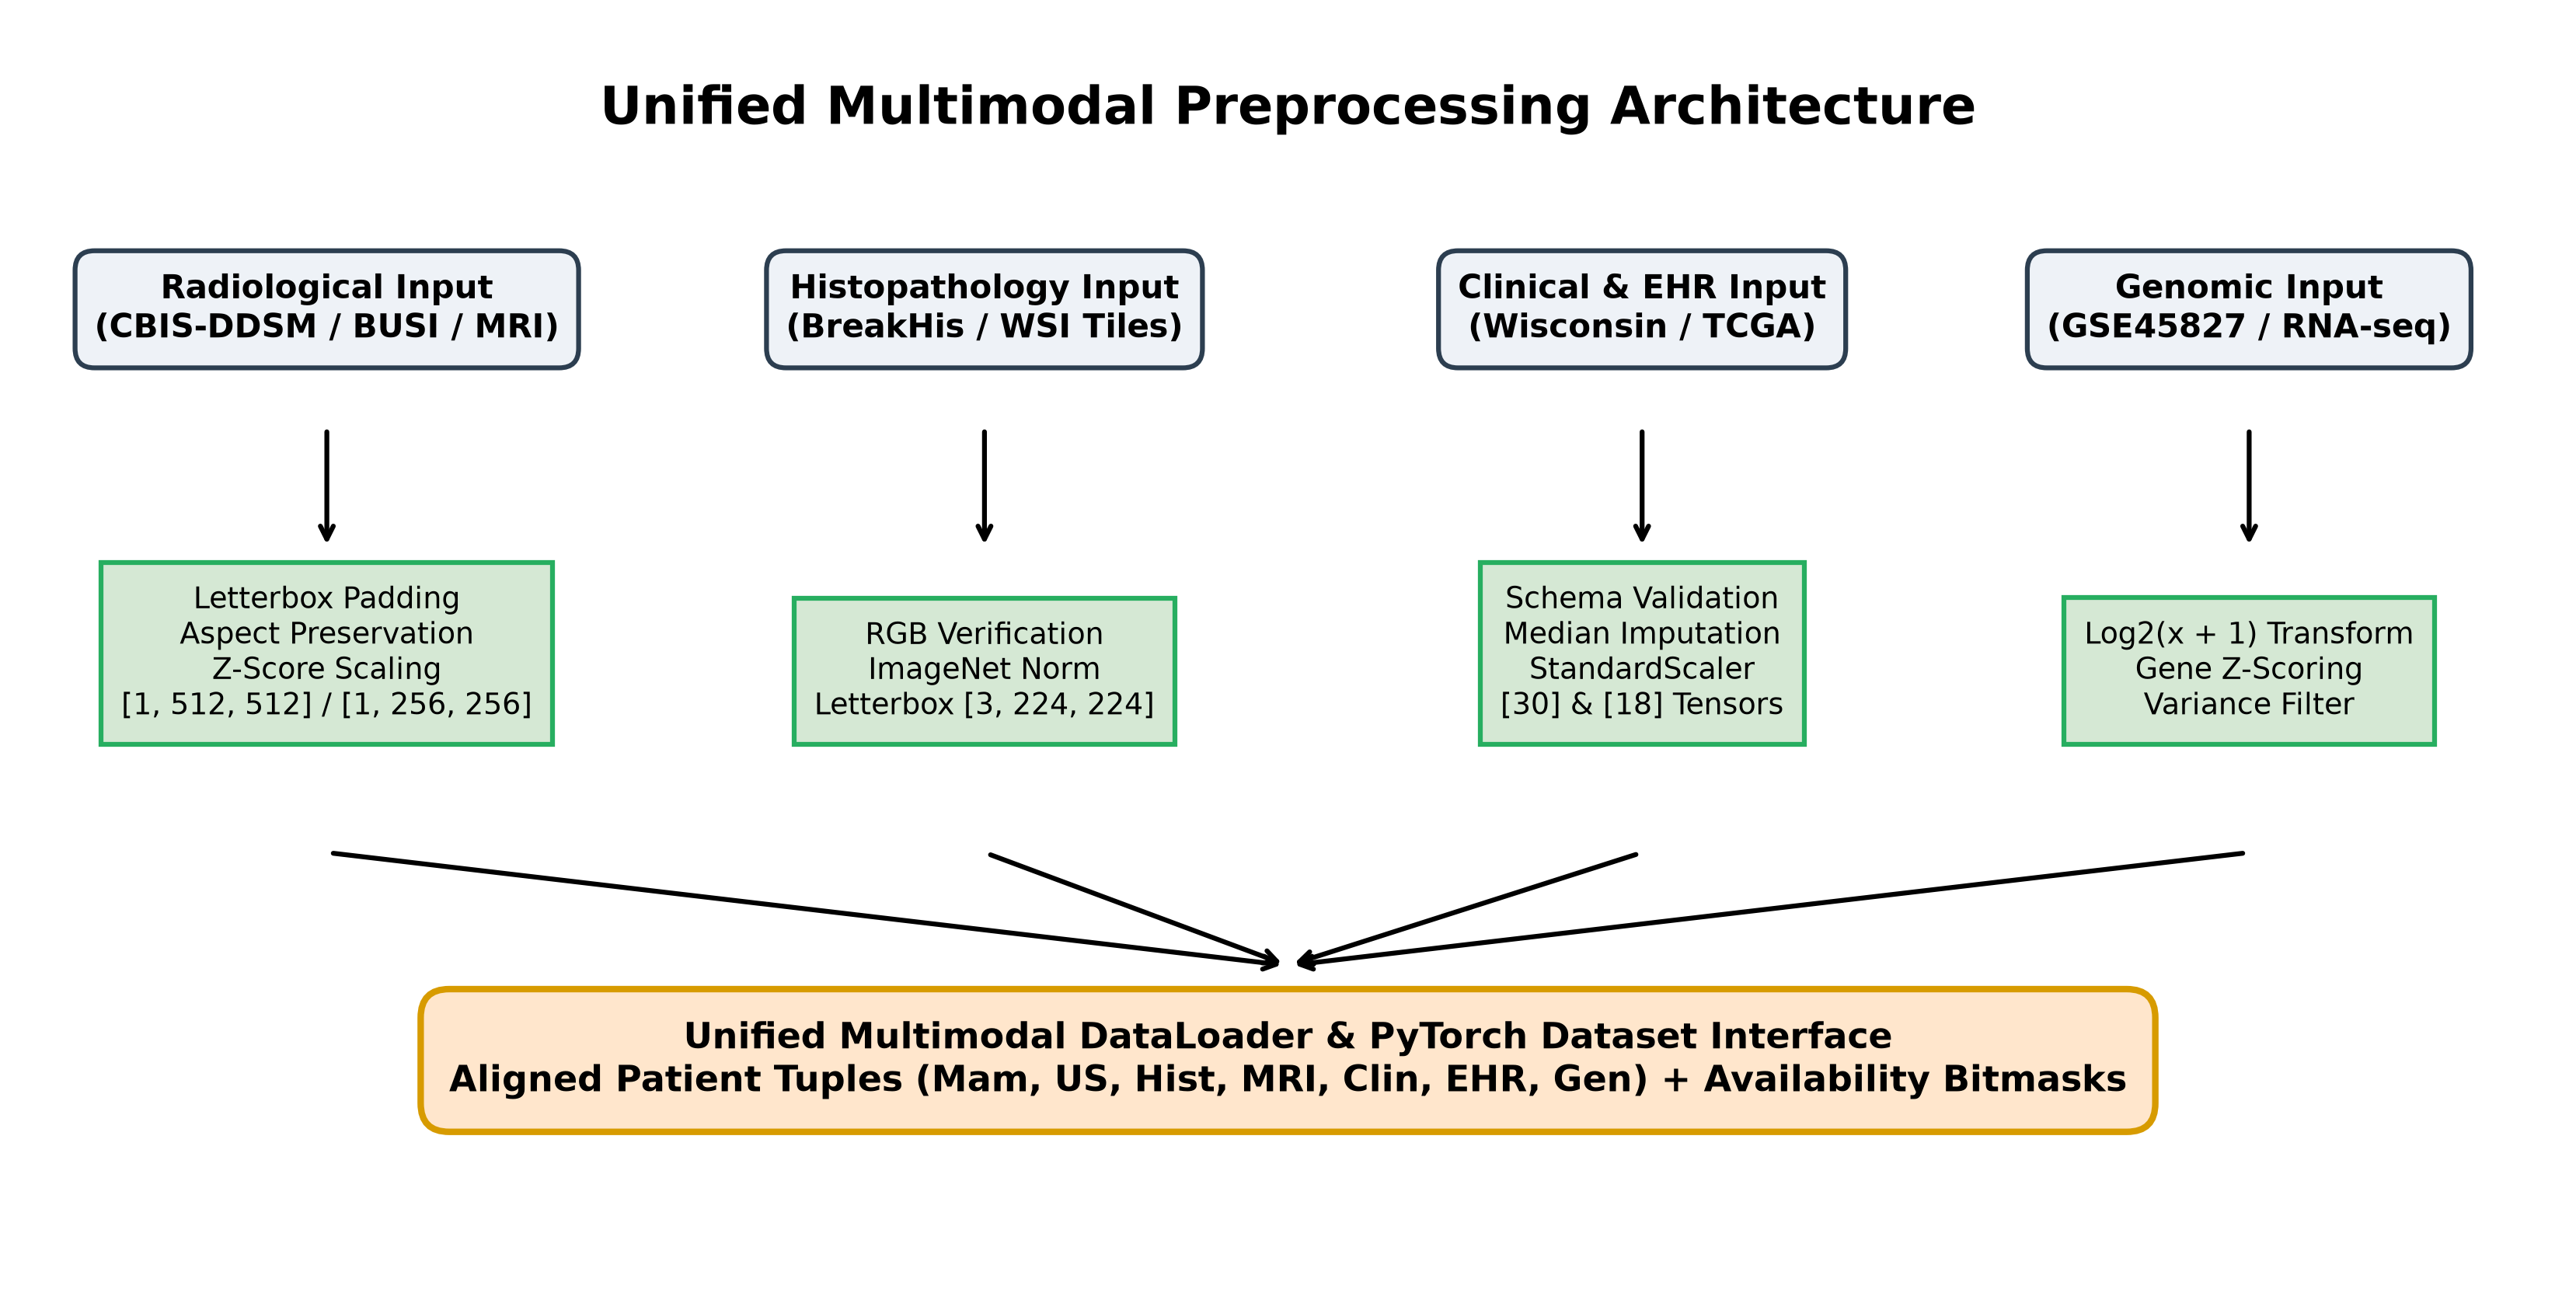 Unified Multimodal Preprocessing Architecture
Radiological Input
(CBIS-DDSM / BUSI / MRI)
Histopathology Input
(BreakHis / WSI Tiles)
Clinical & EHR Input
(Wisconsin / TCGA)
Genomic Input
(GSE45827 / RNA-seq)
Letterbox Padding
Aspect Preservation
Z-Score Scaling
[1, 512, 512] / [1, 256, 256]
RGB Verification
ImageNet Norm
Letterbox [3, 224, 224]
Schema Validation
Median Imputation
StandardScaler
[30] & [18] Tensors
Log2(x + 1) Transform
Gene Z-Scoring
Variance Filter
Unified Multimodal DataLoader & PyTorch Dataset Interface
Aligned Patient Tuples (Mam, US, Hist, MRI, Clin, EHR, Gen) + Availability Bitmasks